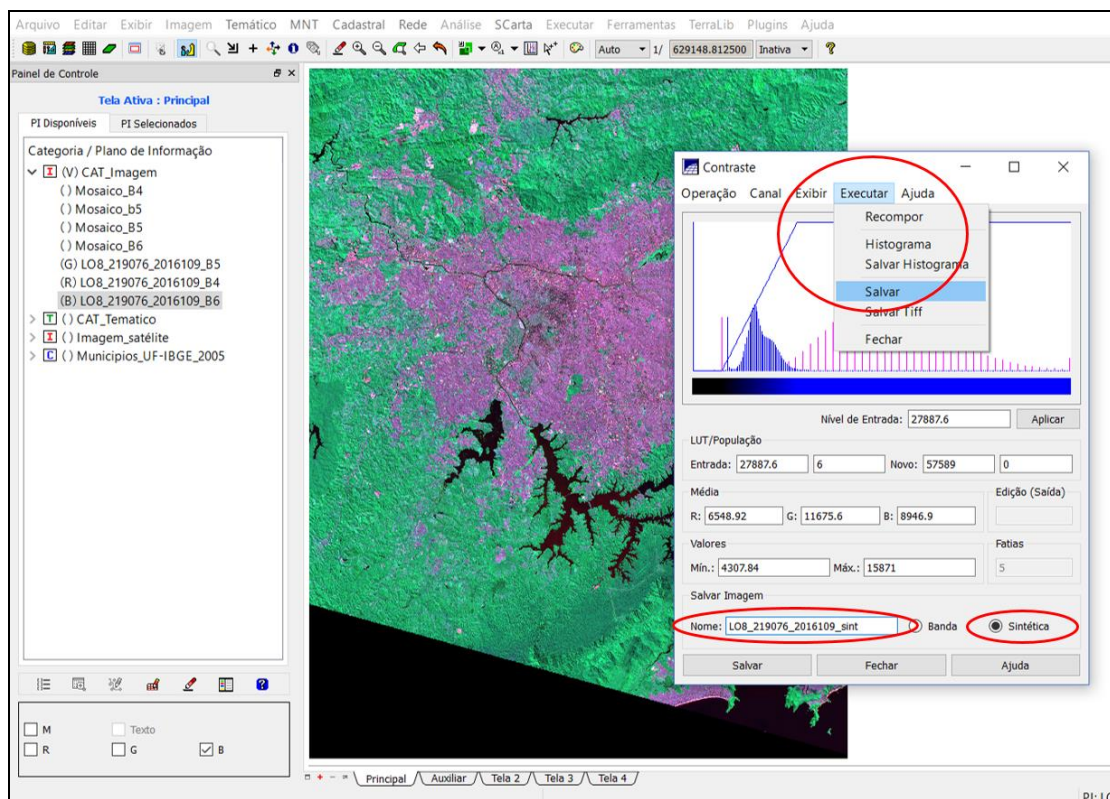 Arquivo Editar Exibir Imagem Temático MNT Cadastral Rede Análise SCarta Executar Ferramentas TerraLib Plugins Ajuda
Auto 1/ 629148.812500 Inativa
Painel de Controle
Tela Ativa : Principal
PI Disponíveis PI Selecionados
Categoria / Plano de Informação
(V) CAT_Imagem
() Mosaico_B4
() Mosaico_b5
() Mosaico_B5
() Mosaico_B6
(G) LO8_219076_2016109_B5
(R) LO8_219076_2016109_B4
(B) LO8_219076_2016109_B6
T () CAT_Tematico
I () Imagem_satélite
C () Municipios_UF-IBGE_2005
M Texto
R G B
Contraste
Operação Canal Exibir Executar Ajuda
Recompor
Histograma
Salvar Histograma
Salvar
Salvar Tiff
Fechar
Nível de Entrada: 27887.6 Aplicar
LUT/População
Entrada: 27887.6 6 Novo: 57589 0
Média Edição (Saída)
R: 6548.92 G: 11675.6 B: 8946.9
Valores Fatias
Mín.: 4307.84 Máx.: 15871 5
Salvar Imagem
Nome: LO8_219076_2016109_sint Banda Sintética
Salvar Fechar Ajuda
Principal Auxiliar Tela 2 Tela 3 Tela 4